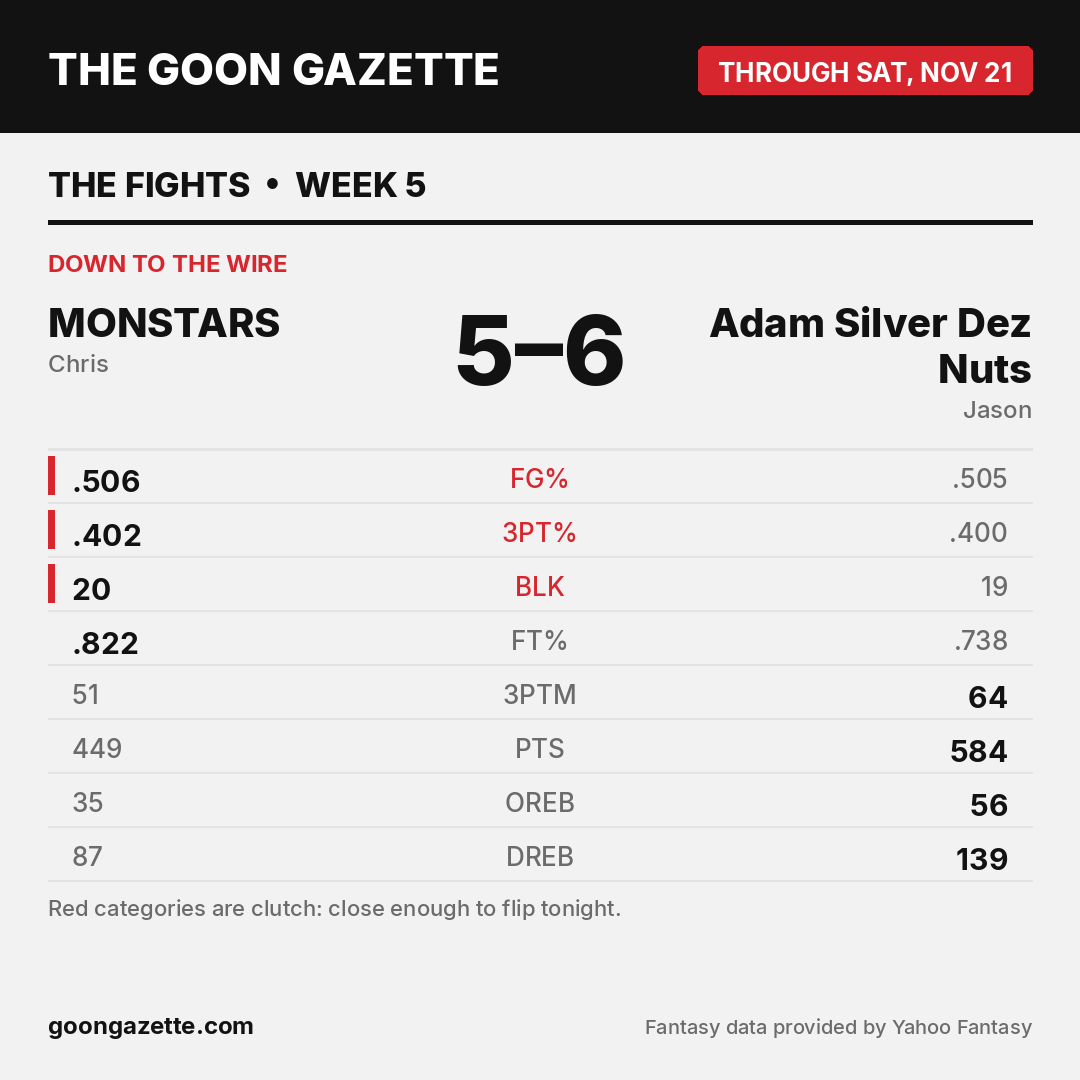 THE GOON GAZETTE
THROUGH SAT, NOV 21
THE FIGHTS • WEEK 5
DOWN TO THE WIRE
MONSTARS
Chris
5–6
Adam Silver Dez
Nuts
Jason
.506 FG% .505
.402 3PT% .400
20 BLK 19
.822 FT% .738
51 3PTM 64
449 PTS 584
35 OREB 56
87 DREB 139
Red categories are clutch: close enough to flip tonight.
goongazette.com
Fantasy data provided by Yahoo Fantasy